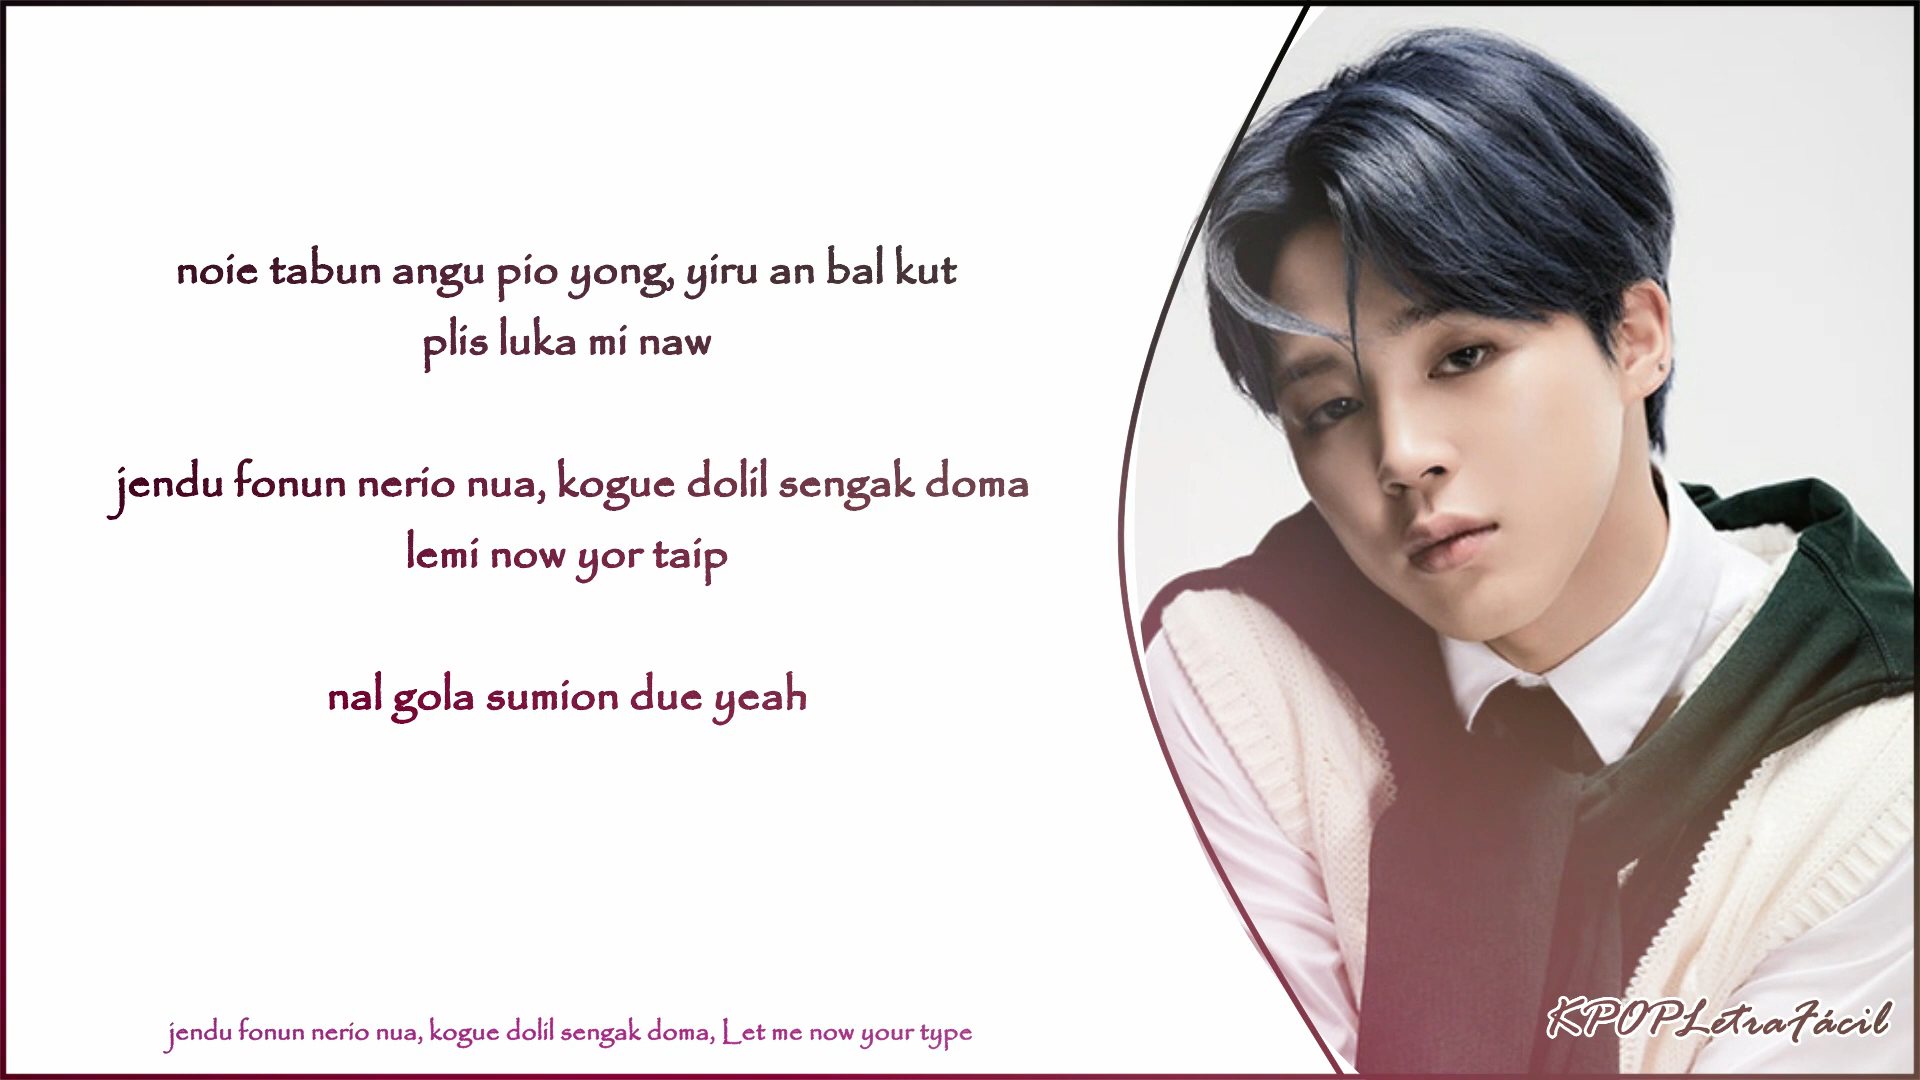 noie tabun angu pio yong, yiru an bal kut
plis luka mi naw
jendu fonun nerio nua, kogue dolil sengak doma
lemi now yor taip
nal gola sumion due yeah
jendu fonun nerio nua, kogue dolil sengak doma, Let me now your type
KPOPLetraFácil